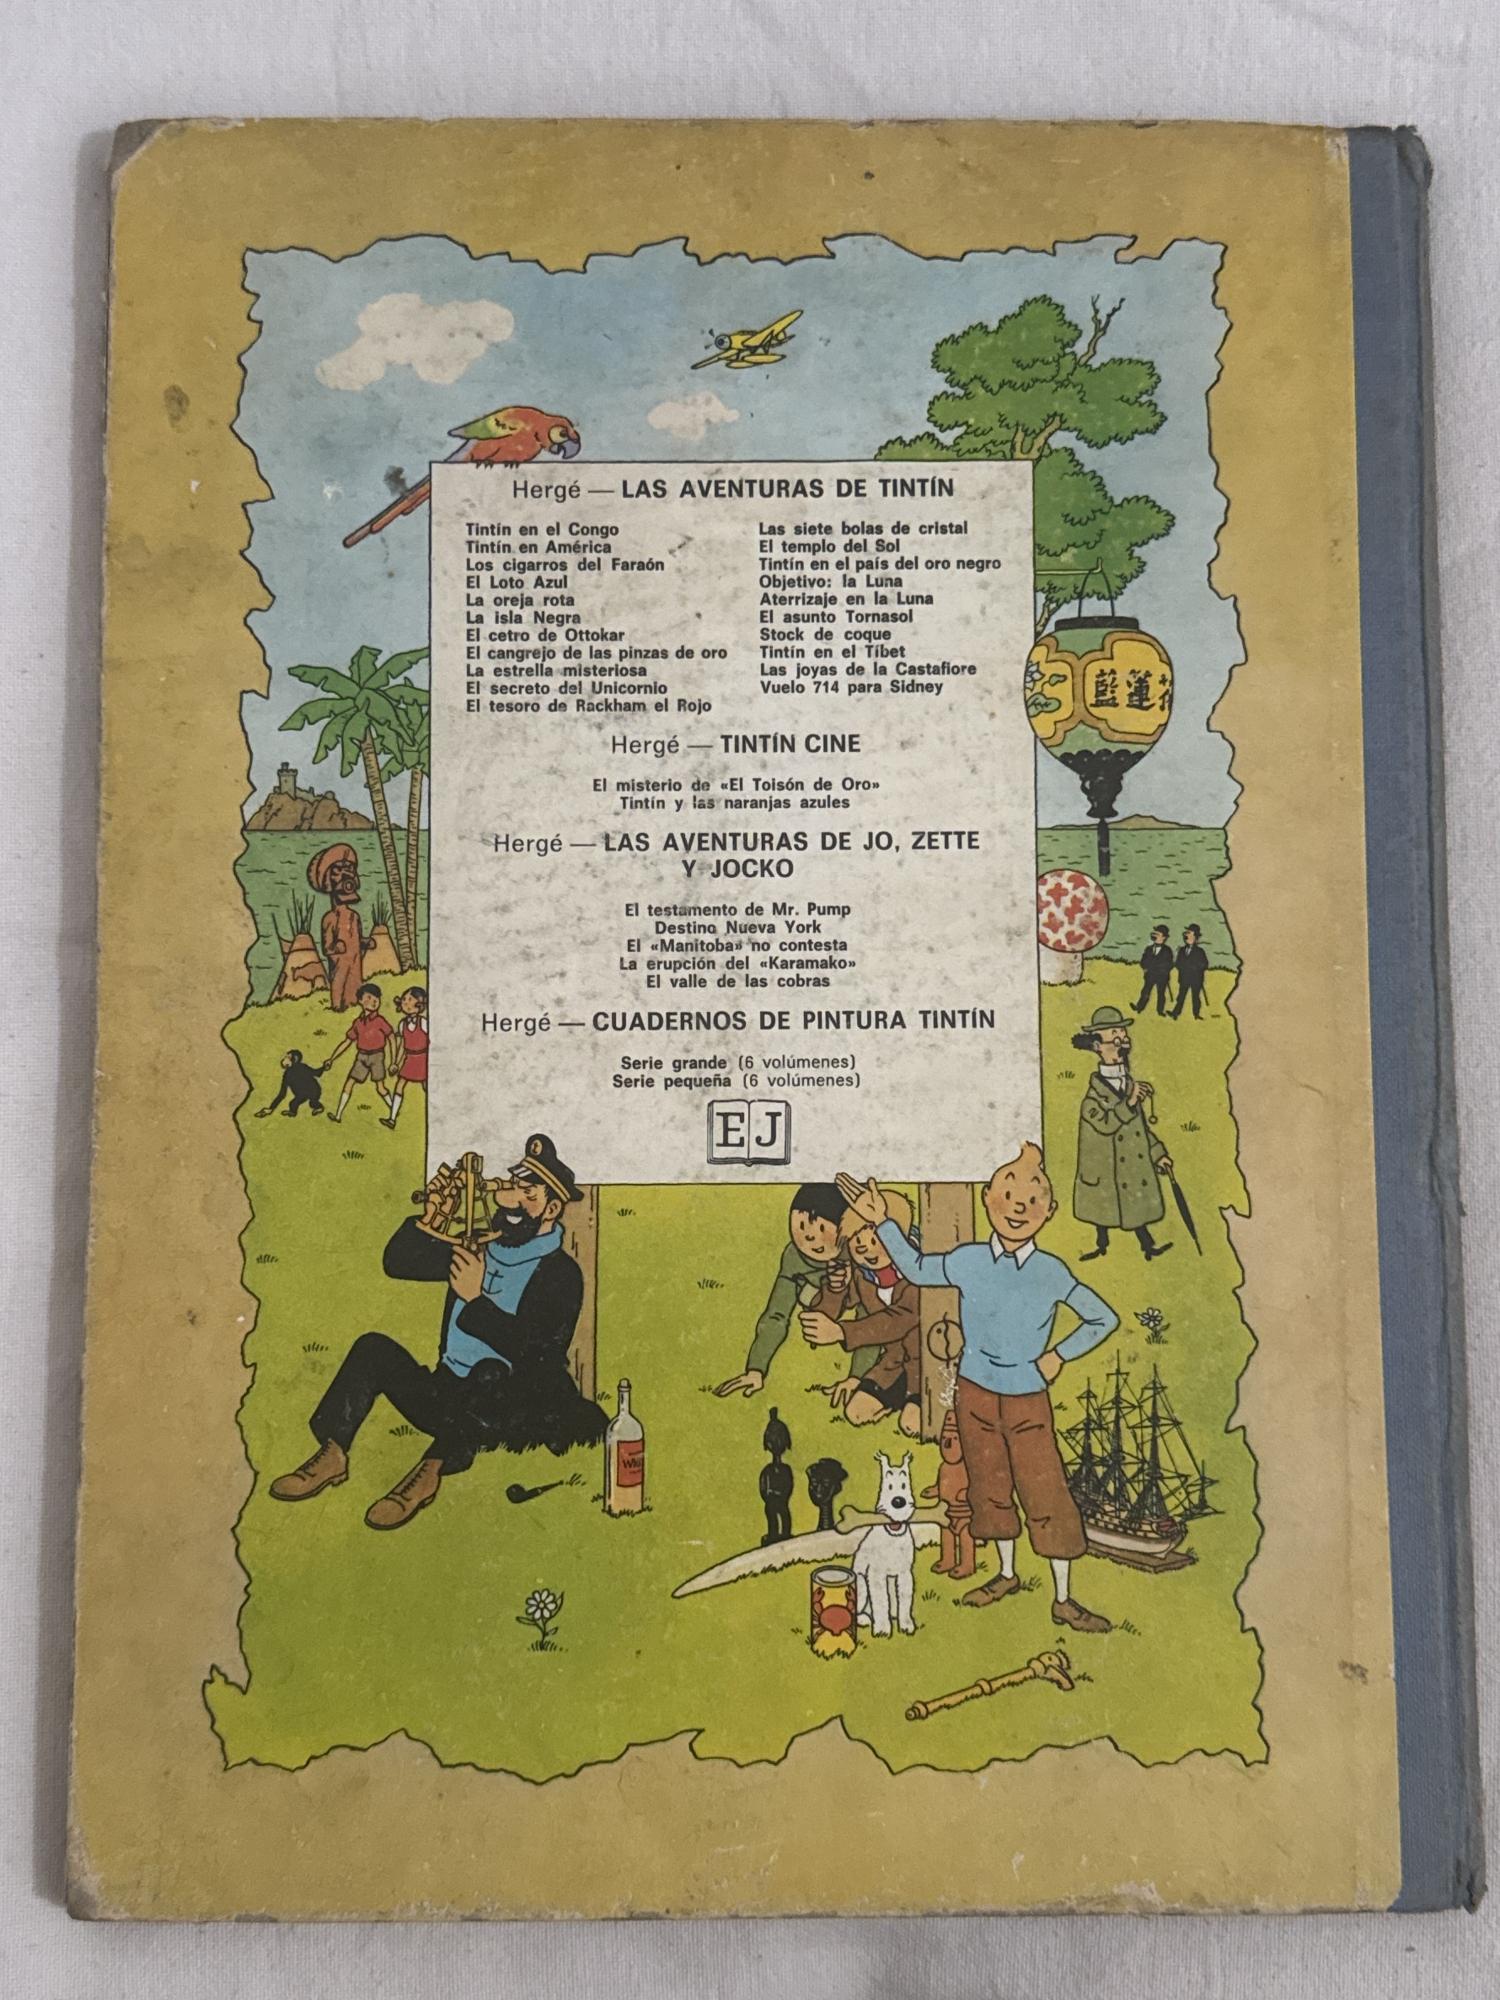 Hergé — LAS AVENTURAS DE TINTÍN
Tintín en el Congo
Tintín en América
Los cigarros del Faraón
El Loto Azul
La oreja rota
La isla Negra
El cetro de Ottokar
El cangrejo de las pinzas de oro
La estrella misteriosa
El secreto del Unicornio
El tesoro de Rackham el Rojo
Las siete bolas de cristal
El templo del Sol
Tintín en el país del oro negro
Objetivo: la Luna
Aterrizaje en la Luna
El asunto Tornasol
Stock de coque
Tintín en el Tíbet
Las joyas de la Castafiore
Vuelo 714 para Sidney
Hergé — TINTÍN CINE
El misterio de «El Toisón de Oro»
Tintín y las naranjas azules
Hergé — LAS AVENTURAS DE JO, ZETTE
Y JOCKO
El testamento de Mr. Pump
Destino Nueva York
El «Manitoba» no contesta
La erupción del «Karamako»
El valle de las cobras
Hergé — CUADERNOS DE PINTURA TINTÍN
Serie grande (6 volúmenes)
Serie pequeña (6 volúmenes)
EJ
藍蓮